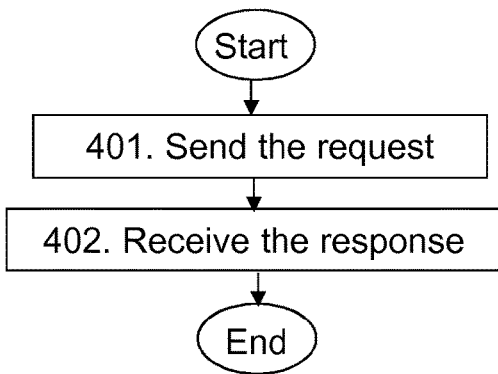 Start
401. Send the request
402. Receive the response
End